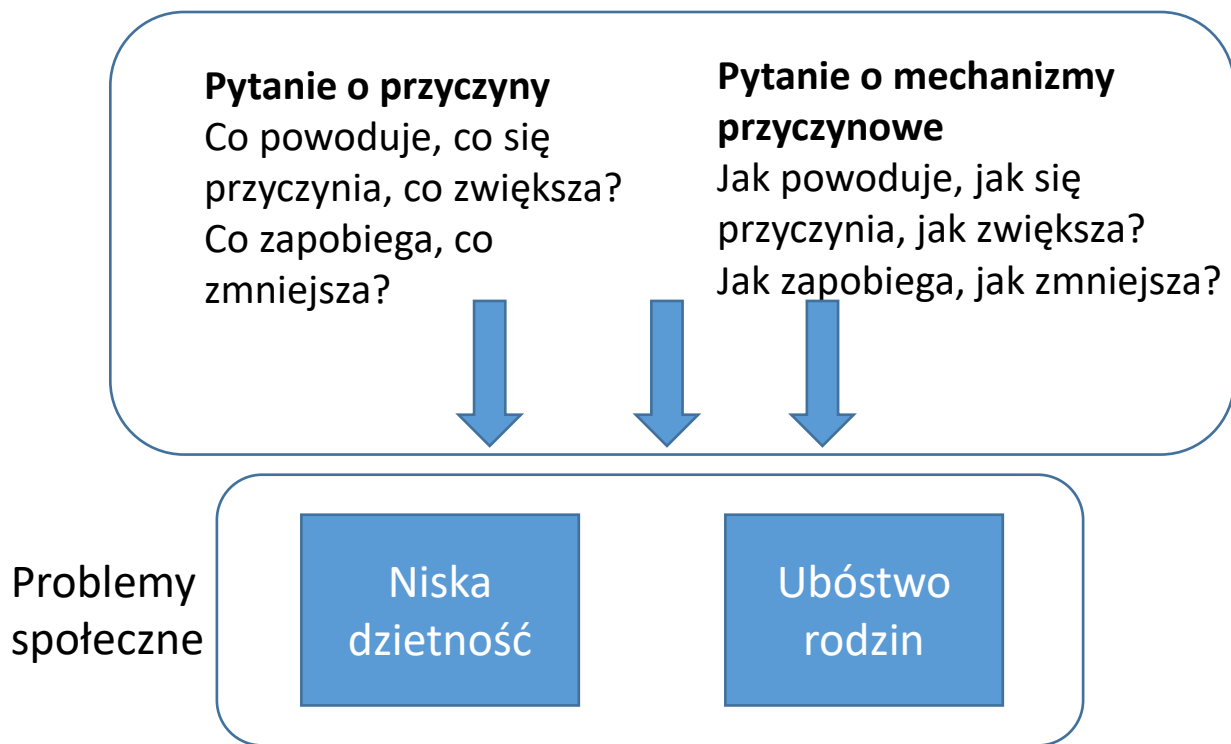 Pytanie o przyczyny
Co powoduje, co się
przyczynia, co zwiększa?
Co zapobiega, co
zmniejsza?
Pytanie o mechanizmy
przyczynowe
Jak powoduje, jak się
przyczynia, jak zwiększa?
Jak zapobiega, jak zmniejsza?
Problemy
społeczne
Niska
dzietność
Ubóstwo
rodzin